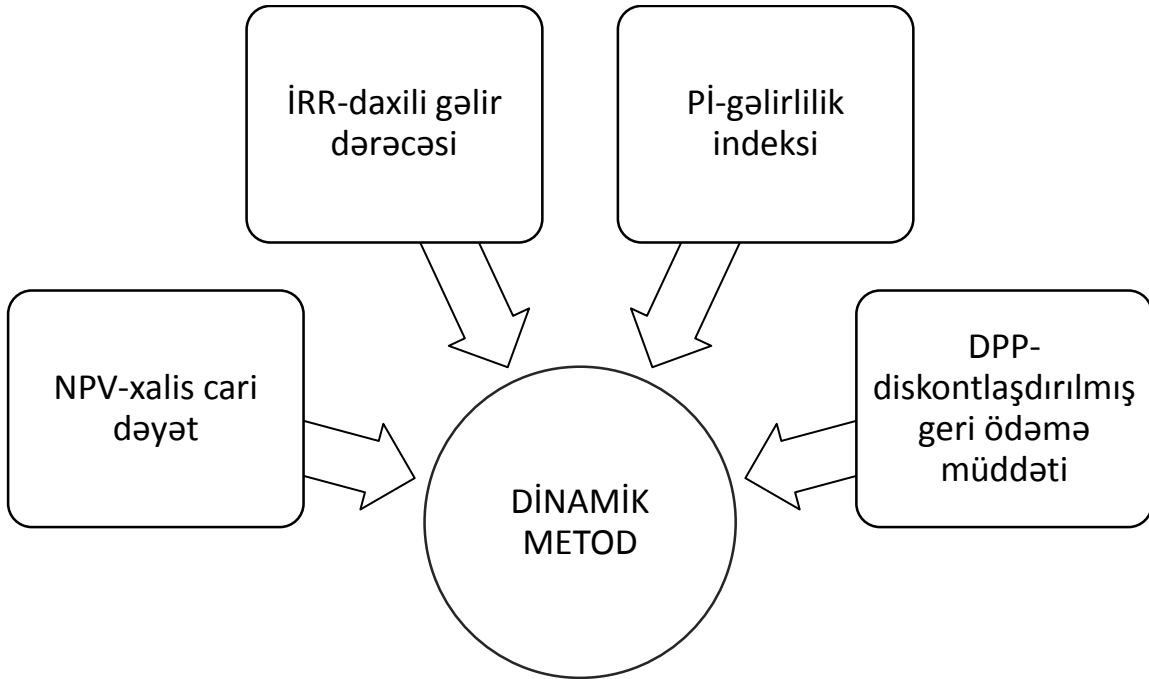 İRR-daxili gəlir
dərəcəsi
Pİ-gəlirlilik
indeksi
NPV-xalis cari
dəyət
DPP-
diskontlaşdırılmış
geri ödəmə
müddəti
DİNAMİK
METOD